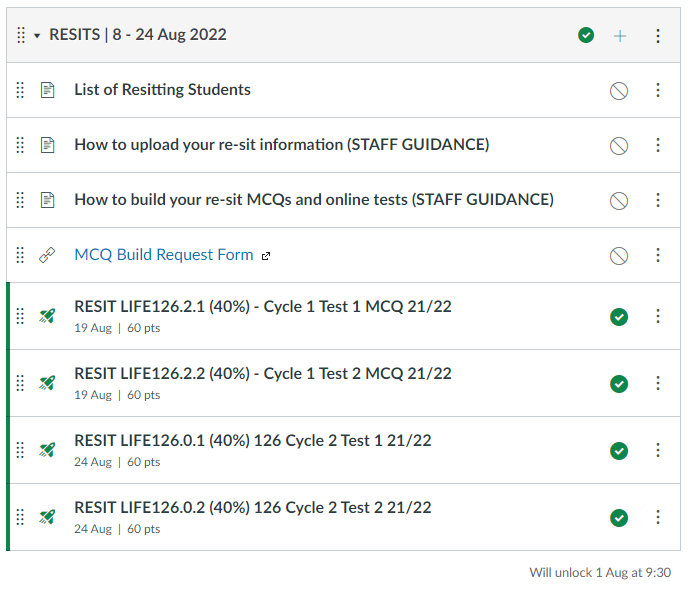 RESITS | 8 - 24 Aug 2022
List of Resitting Students
How to upload your re-sit information (STAFF GUIDANCE)
How to build your re-sit MCQs and online tests (STAFF GUIDANCE)
MCQ Build Request Form
RESIT LIFE126.2.1 (40%) - Cycle 1 Test 1 MCQ 21/22
19 Aug | 60 pts
RESIT LIFE126.2.2 (40%) - Cycle 1 Test 2 MCQ 21/22
19 Aug | 60 pts
RESIT LIFE126.0.1 (40%) 126 Cycle 2 Test 1 21/22
24 Aug | 60 pts
RESIT LIFE126.0.2 (40%) 126 Cycle 2 Test 2 21/22
24 Aug | 60 pts
Will unlock 1 Aug at 9:30